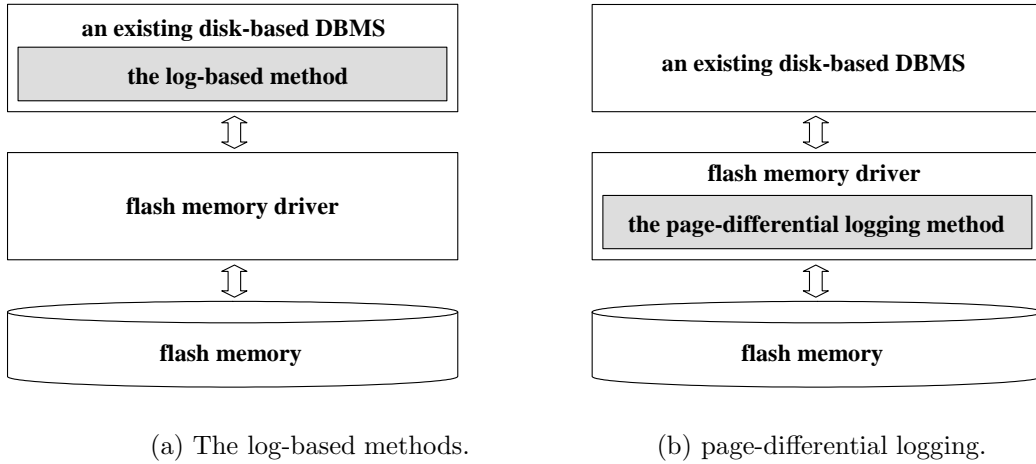 an existing disk-based DBMS
the log-based method
flash memory driver
flash memory
(a) The log-based methods.
an existing disk-based DBMS
flash memory driver
the page-differential logging method
flash memory
(b) page-differential logging.